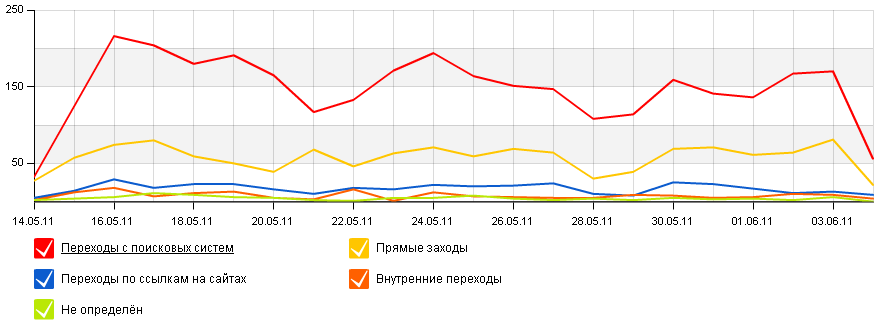 250
150
50
14.05.11 16.05.11 18.05.11 20.05.11 22.05.11 24.05.11 26.05.11 28.05.11 30.05.11 01.06.11 03.06.11
Переходы с поисковых систем Прямые заходы
Переходы по ссылкам на сайтах Внутренние переходы
Не определён